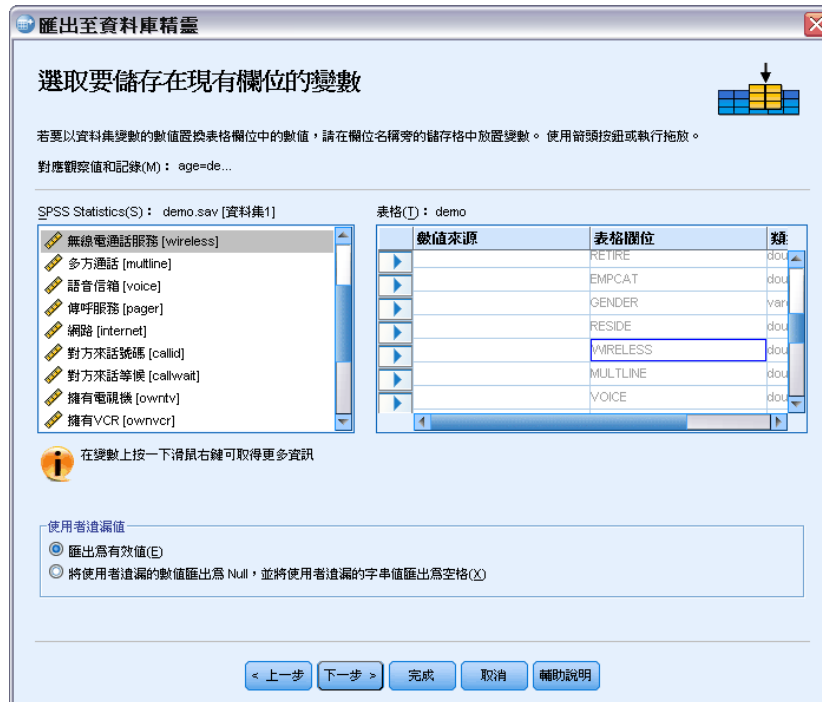 匯出至資料庫精靈
選取要儲存在現有欄位的變數
若要以資料集變數的數值置換表格欄位中的數值，請在欄位名稱旁的儲存格中放置變數。 使用箭頭按鈕或執行拖放。
對應觀察值和記錄(M)： age=de...
SPSS Statistics(S)： demo.sav [資料集1]
無線電通話服務 [wireless]
多方通話 [multline]
語音信箱 [voice]
傳呼服務 [pager]
網路 [internet]
對方來話號碼 [callid]
對方來話等候 [callwait]
擁有電視機 [owntv]
擁有VCR [ownvcr]
表格(T)： demo
數值來源 表格欄位 類
RETIRE dou
EMPCAT dou
GENDER varc
RESIDE dou
WIRELESS dou
MULTLINE dou
VOICE dou
在變數上按一下滑鼠右鍵可取得更多資訊
使用者遺漏值
匯出為有效值(E)
將使用者遺漏的數值匯出為 Null，並將使用者遺漏的字串值匯出為空格(X)
< 上一步 下一步 > 完成 取消 輔助說明